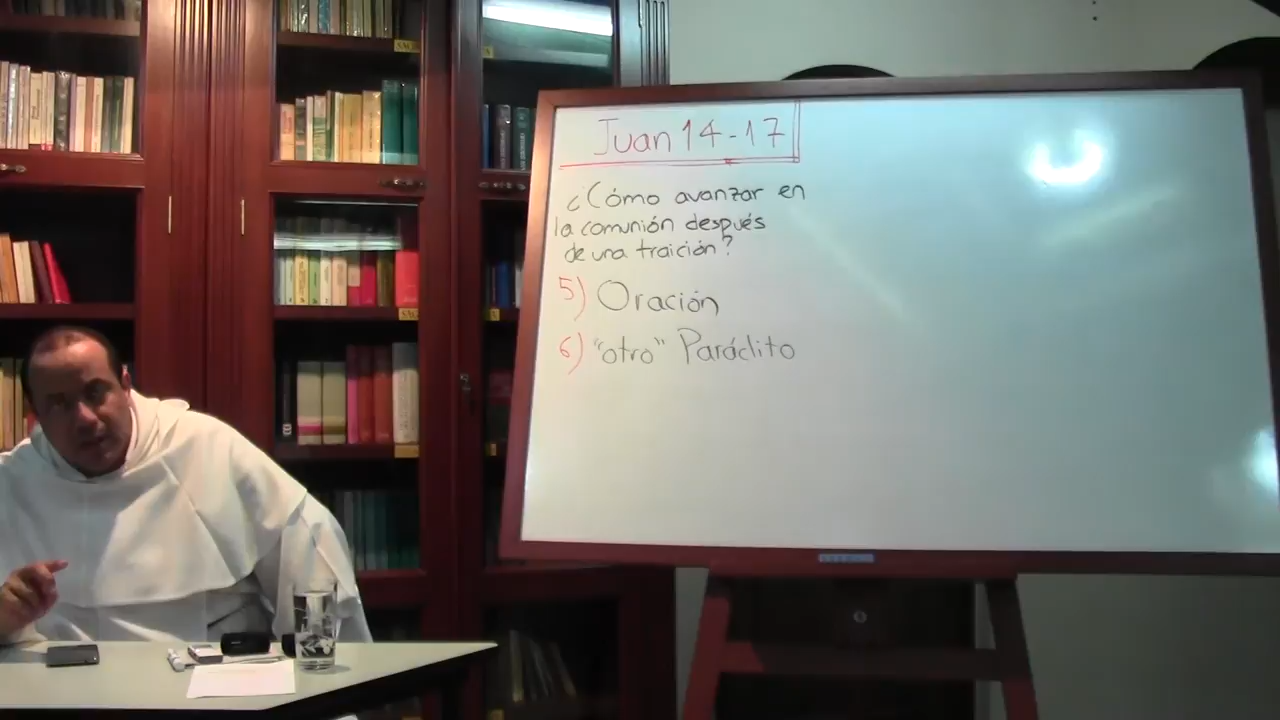 Juan 14-17
¿Cómo avanzar en
la comunión después
de una traición?
5) Oración
6) "otro" Paráclito